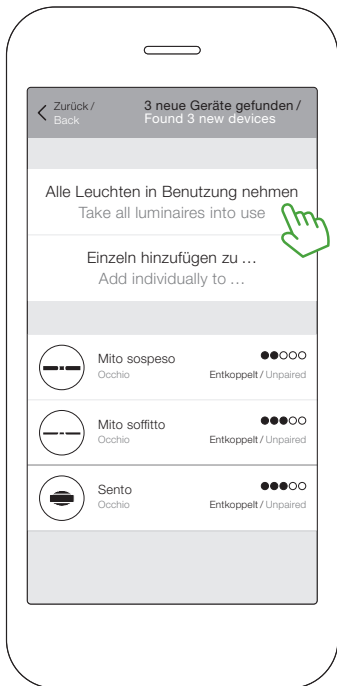 Zurück /
Back
3 neue Geräte gefunden /
Found 3 new devices
Alle Leuchten in Benutzung nehmen
Take all luminaires into use
Einzeln hinzufügen zu …
Add individually to …
Mito sospeso
Occhio
Entkoppelt / Unpaired
Mito soffitto
Occhio
Entkoppelt / Unpaired
Sento
Occhio
Entkoppelt / Unpaired